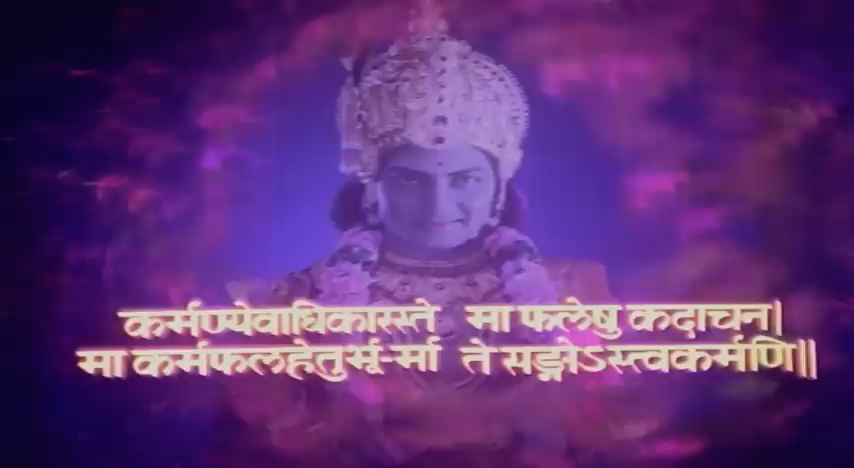 कर्मण्येवाधिकारस्ते मा फलेषु कदाचन।
मा कर्मफलहेतुर्भू-र्मा ते सङ्गोऽस्त्वकर्मणि॥